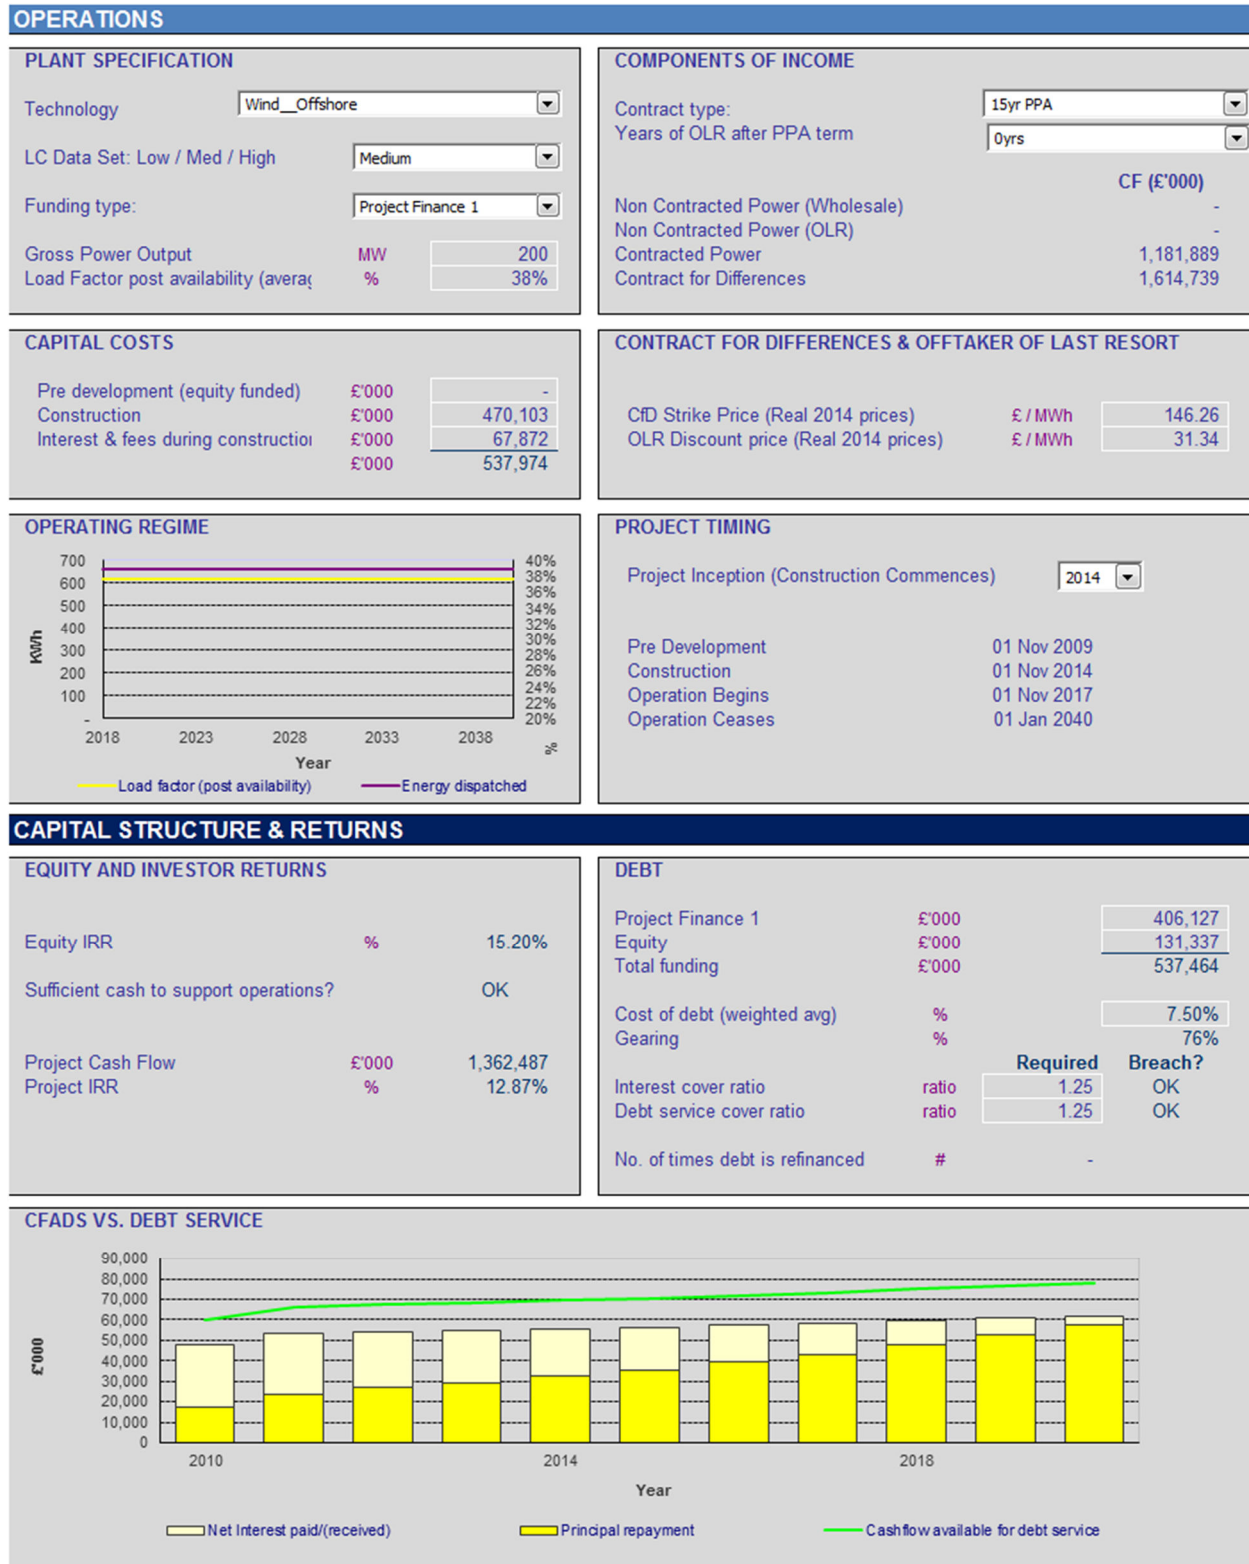 OPERATIONS
PLANT SPECIFICATION
Technology Wind__Offshore
LC Data Set: Low / Med / High Medium
Funding type: Project Finance 1
Gross Power Output MW 200
Load Factor post availability (averag % 38%
COMPONENTS OF INCOME
Contract type: 15yr PPA
Years of OLR after PPA term 0yrs
CF (£'000)
Non Contracted Power (Wholesale) -
Non Contracted Power (OLR) -
Contracted Power 1,181,889
Contract for Differences 1,614,739
CAPITAL COSTS
Pre development (equity funded) £'000 -
Construction £'000 470,103
Interest & fees during construction £'000 67,872
£'000 537,974
CONTRACT FOR DIFFERENCES & OFFTAKER OF LAST RESORT
CfD Strike Price (Real 2014 prices) £ / MWh 146.26
OLR Discount price (Real 2014 prices) £ / MWh 31.34
OPERATING REGIME
700 40%
600 38%
36%
500 34%
400 32%
30%
300 28%
200 26%
24%
100 22%
- 20%
KWh
2018 2023 2028 2033 2038 %
Year
Load factor (post availability) Energy dispatched
PROJECT TIMING
Project Inception (Construction Commences) 2014
Pre Development 01 Nov 2009
Construction 01 Nov 2014
Operation Begins 01 Nov 2017
Operation Ceases 01 Jan 2040
CAPITAL STRUCTURE & RETURNS
EQUITY AND INVESTOR RETURNS
Equity IRR % 15.20%
Sufficient cash to support operations? OK
Project Cash Flow £'000 1,362,487
Project IRR % 12.87%
DEBT
Project Finance 1 £'000 406,127
Equity £'000 131,337
Total funding £'000 537,464
Cost of debt (weighted avg) % 7.50%
Gearing % 76%
Required Breach?
Interest cover ratio ratio 1.25 OK
Debt service cover ratio ratio 1.25 OK
No. of times debt is refinanced # -
CFADS VS. DEBT SERVICE
90,000
80,000
70,000
60,000
50,000
40,000
30,000
20,000
10,000
0
£'000
2010 2014 2018
Year
Net Interest paid/(received) Principal repayment Cashflow available for debt service